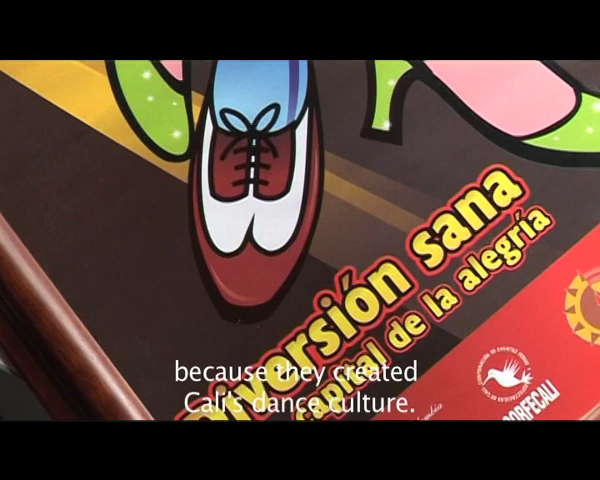 Diversión sana
capital de la alegría
CORFECALI
because they created
Cali's dance culture.